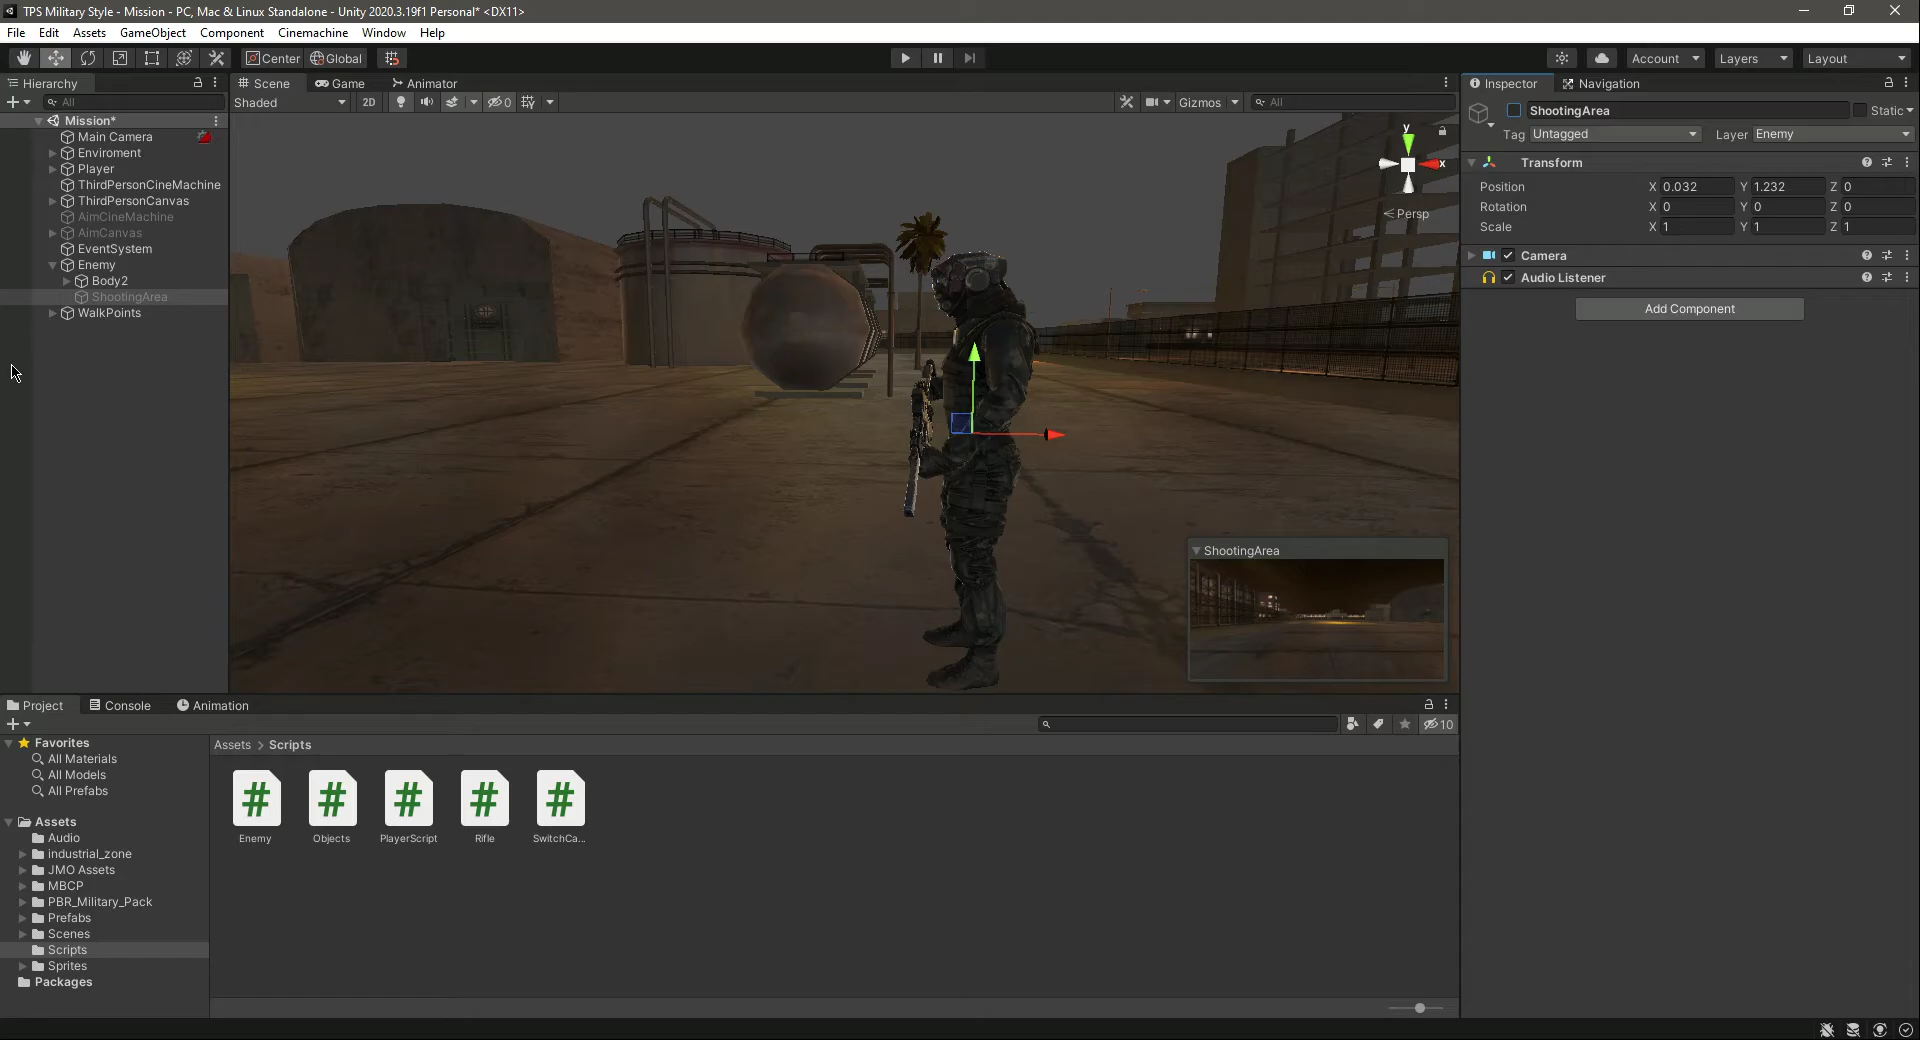 TPS Military Style - Mission - PC, Mac & Linux Standalone - Unity 2020.3.19f1 Personal* <DX11>
File Edit Assets GameObject Component Cinemachine Window Help
Center Global Account Layers Layout
Hierarchy
All
Mission*
Main Camera
Enviroment
Player
ThirdPersonCineMachine
ThirdPersonCanvas
AimCineMachine
AimCanvas
EventSystem
Enemy
Body2
ShootingArea
WalkPoints
Scene Game Animator
Shaded 2D 0 Gizmos All
y
x
Persp
ShootingArea
Inspector Navigation
ShootingArea Static
Tag Untagged Layer Enemy
Transform
Position X 0.032 Y 1.232 Z 0
Rotation X 0 Y 0 Z 0
Scale X 1 Y 1 Z 1
Camera
Audio Listener
Add Component
Project Console Animation
10
Favorites
All Materials
All Models
All Prefabs
Assets
Audio
industrial_zone
JMO Assets
MBCP
PBR_Military_Pack
Prefabs
Scenes
Scripts
Sprites
Packages
Assets > Scripts
# # # # #
Enemy Objects PlayerScript Rifle SwitchCa...